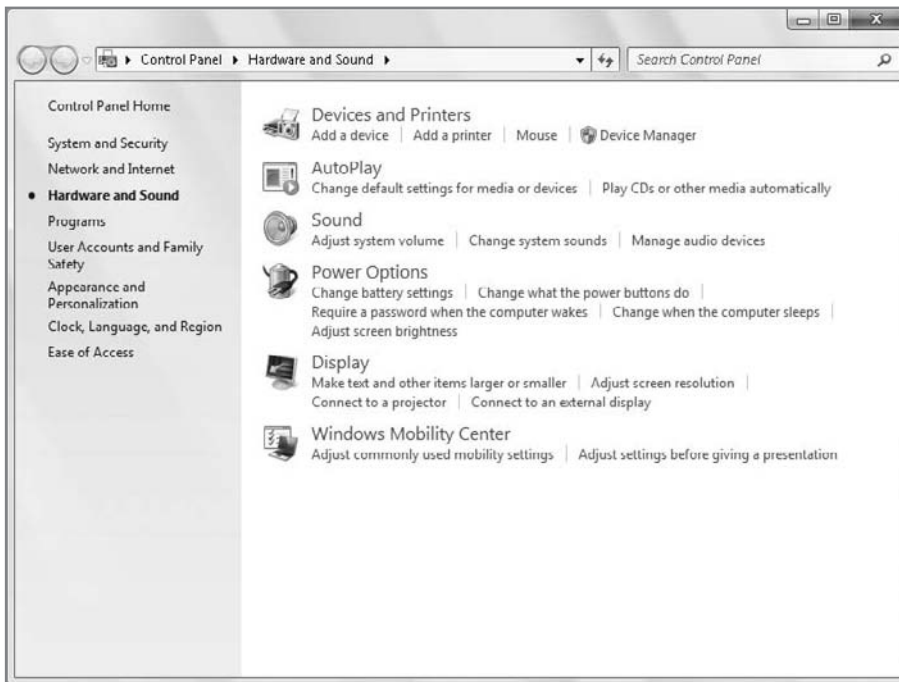 Control Panel Hardware and Sound Search Control Panel
Control Panel Home
System and Security
Network and Internet
Hardware and Sound
Programs
User Accounts and Family
Safety
Appearance and
Personalization
Clock, Language, and Region
Ease of Access
Devices and Printers
Add a device Add a printer Mouse Device Manager
AutoPlay
Change default settings for media or devices Play CDs or other media automatically
Sound
Adjust system volume Change system sounds Manage audio devices
Power Options
Change battery settings Change what the power buttons do
Require a password when the computer wakes Change when the computer sleeps
Adjust screen brightness
Display
Make text and other items larger or smaller Adjust screen resolution
Connect to a projector Connect to an external display
Windows Mobility Center
Adjust commonly used mobility settings Adjust settings before giving a presentation